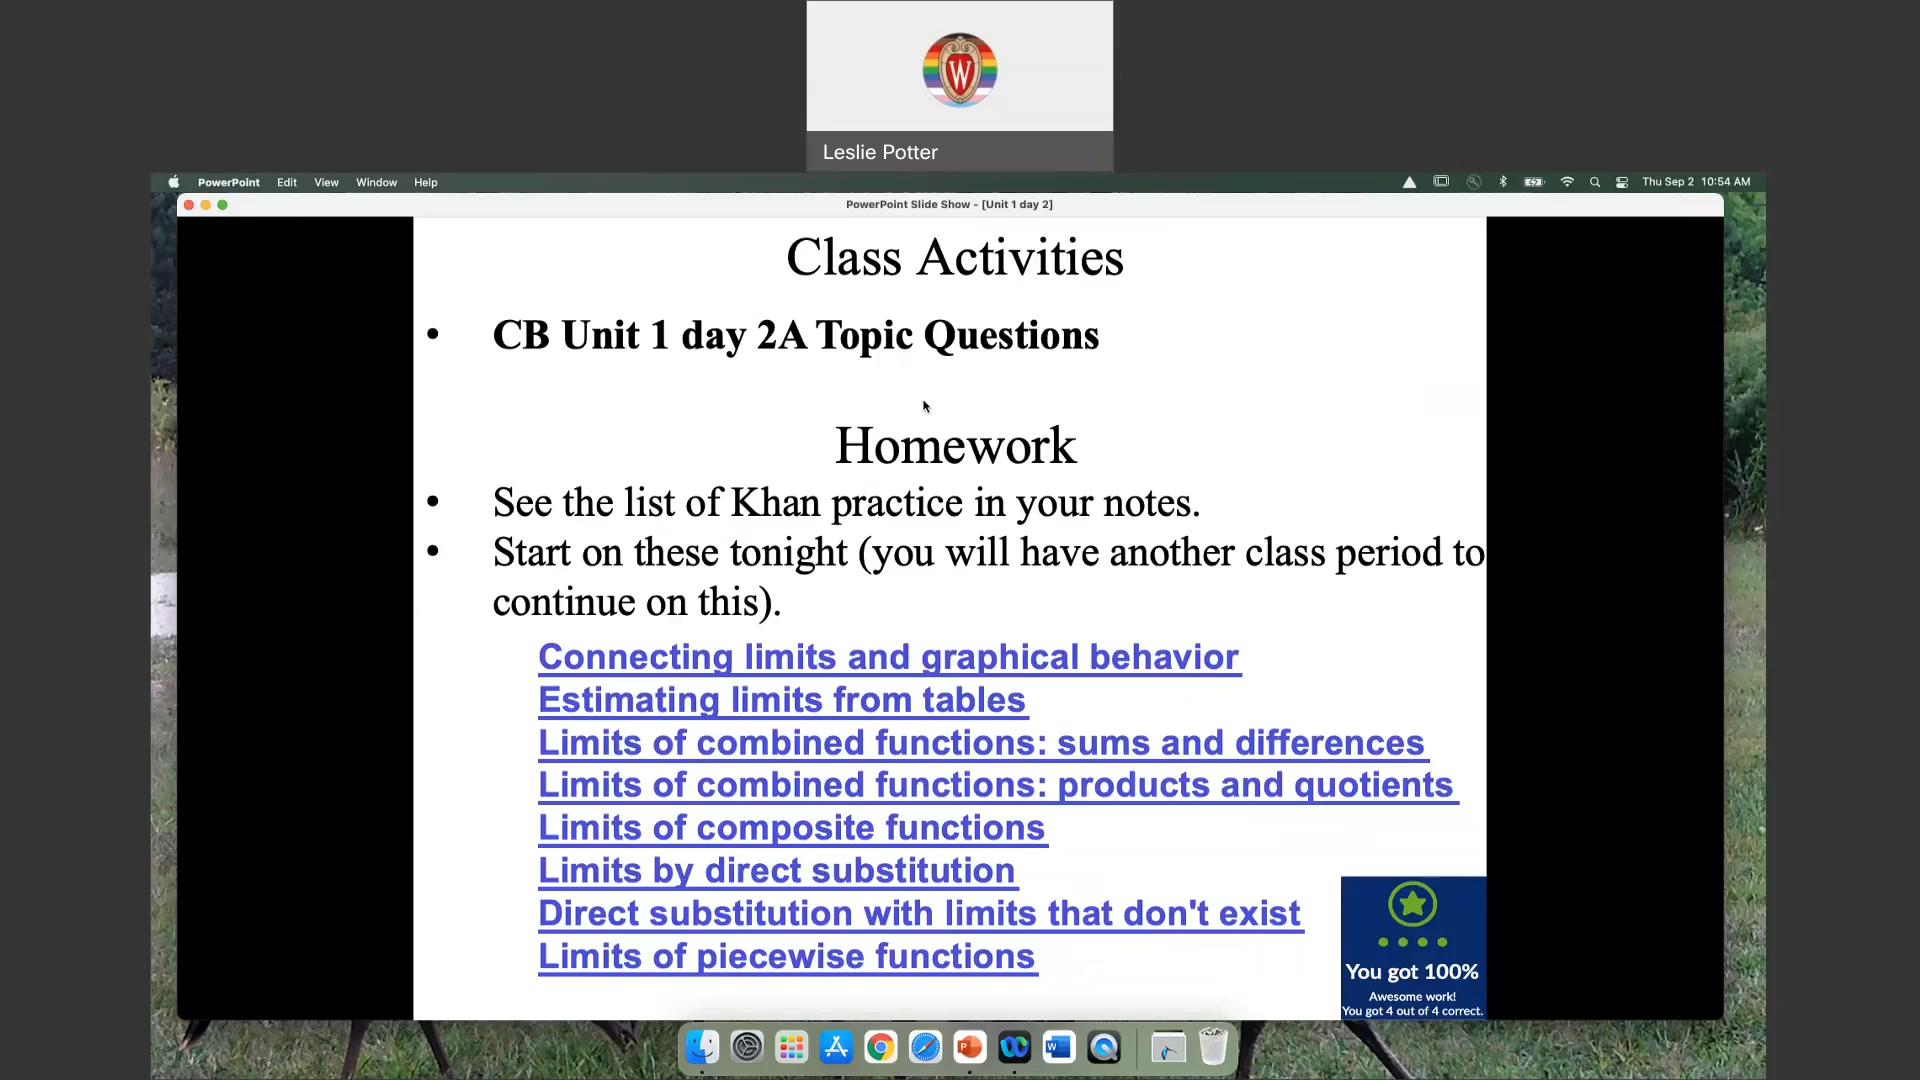 W
Leslie Potter
PowerPoint Edit View Window Help Thu Sep 2 10:54 AM
PowerPoint Slide Show - [Unit 1 day 2]
Class Activities
• CB Unit 1 day 2A Topic Questions
Homework
• See the list of Khan practice in your notes.
• Start on these tonight (you will have another class period to
continue on this).
Connecting limits and graphical behavior
Estimating limits from tables
Limits of combined functions: sums and differences
Limits of combined functions: products and quotients
Limits of composite functions
Limits by direct substitution
Direct substitution with limits that don't exist
Limits of piecewise functions
You got 100%
Awesome work!
You got 4 out of 4 correct.
P
W